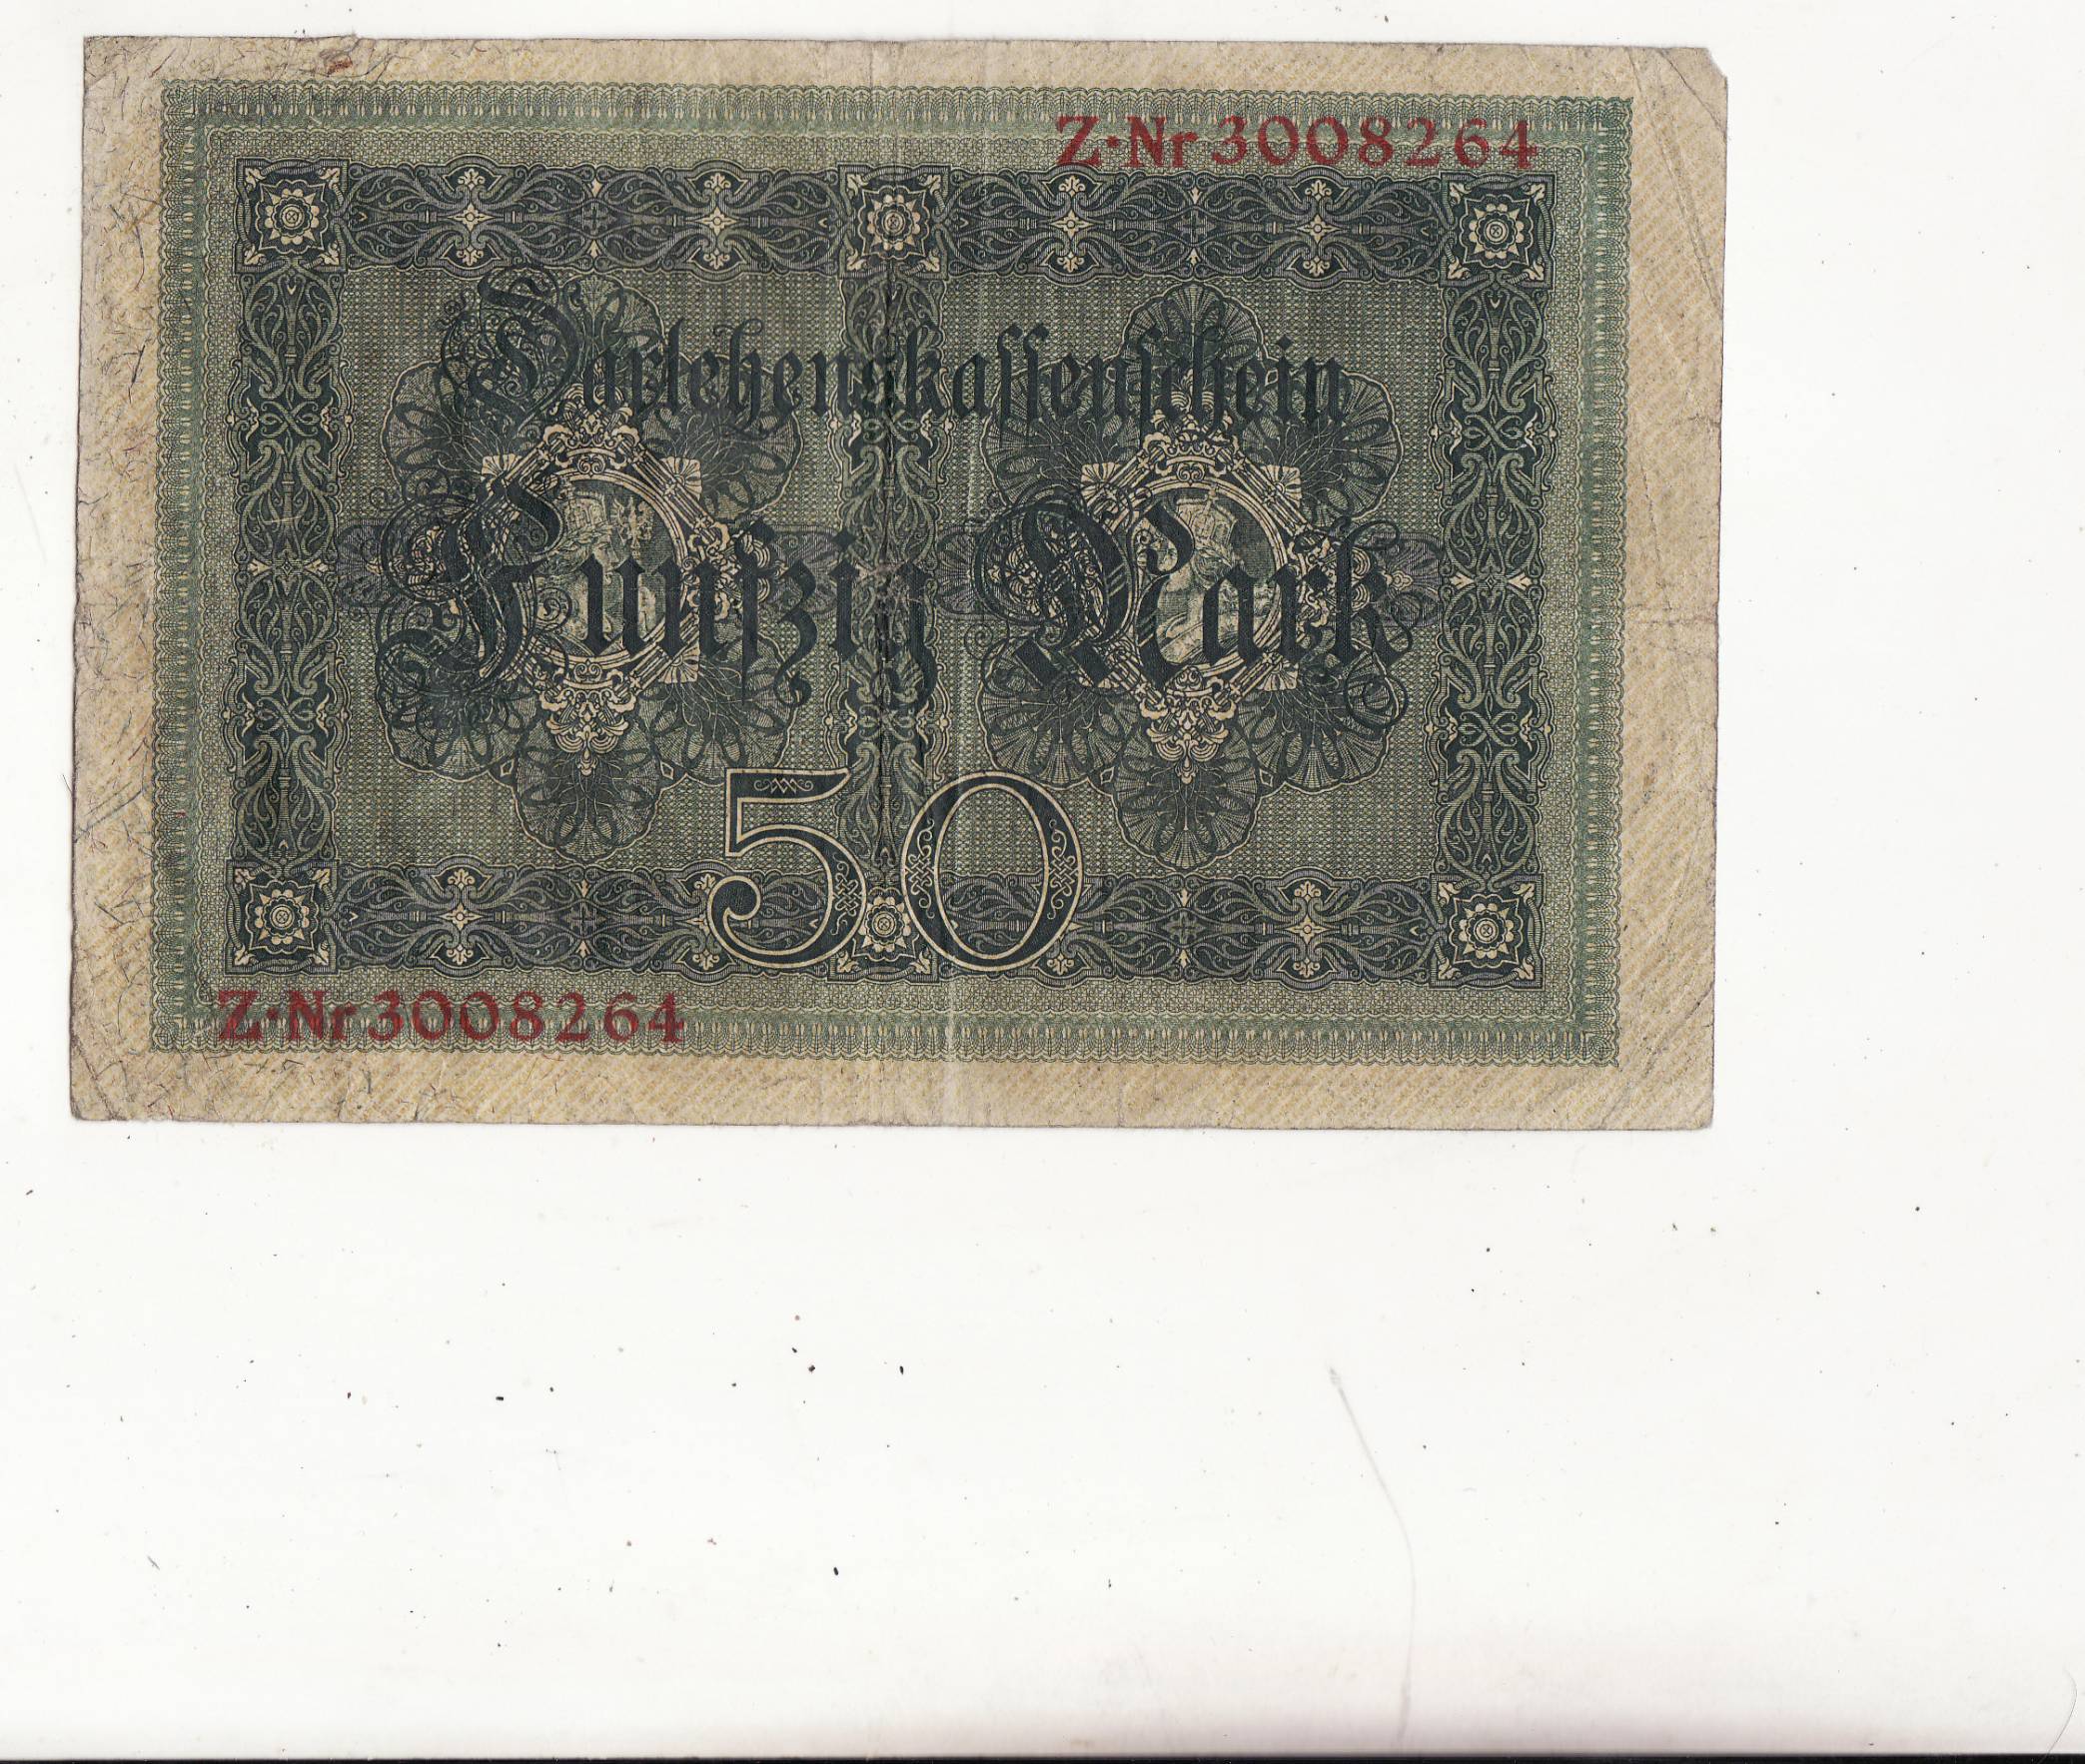 Z·Nr 3008264
Darlehenskaſſenſchein
Fünfzig Mark
50
Z·Nr 3008264